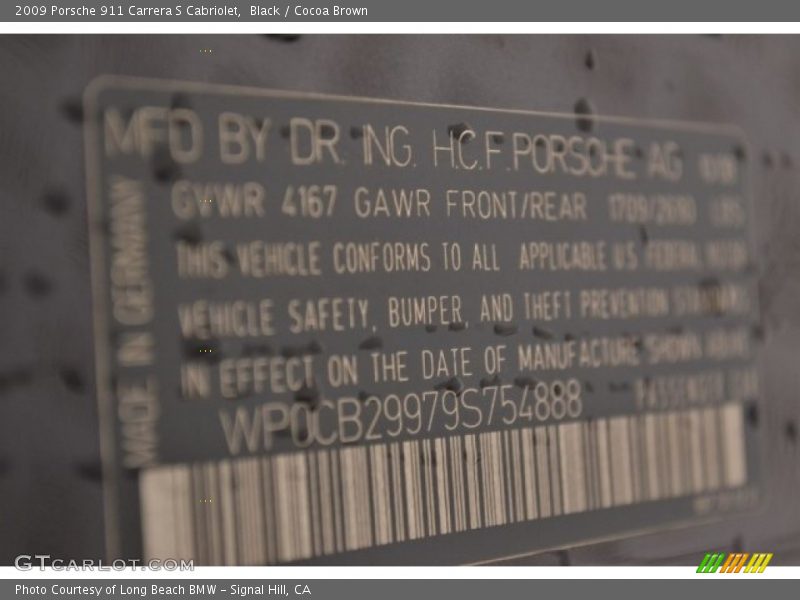 2009 Porsche 911 Carrera S Cabriolet, Black / Cocoa Brown
MFD BY DR. ING. H.C.F. PORSCHE AG
GVWR 4167 GAWR FRONT/REAR 1709/2690 LBS
THIS VEHICLE CONFORMS TO ALL APPLICABLE U.S. FEDERAL MOTOR
VEHICLE SAFETY, BUMPER, AND THEFT PREVENTION STANDARDS
IN EFFECT ON THE DATE OF MANUFACTURE SHOWN ABOVE
WP0CB29979S754888 PASSENGER CAR
MADE IN GERMANY
GTCARLOT.COM
Photo Courtesy of Long Beach BMW - Signal Hill, CA